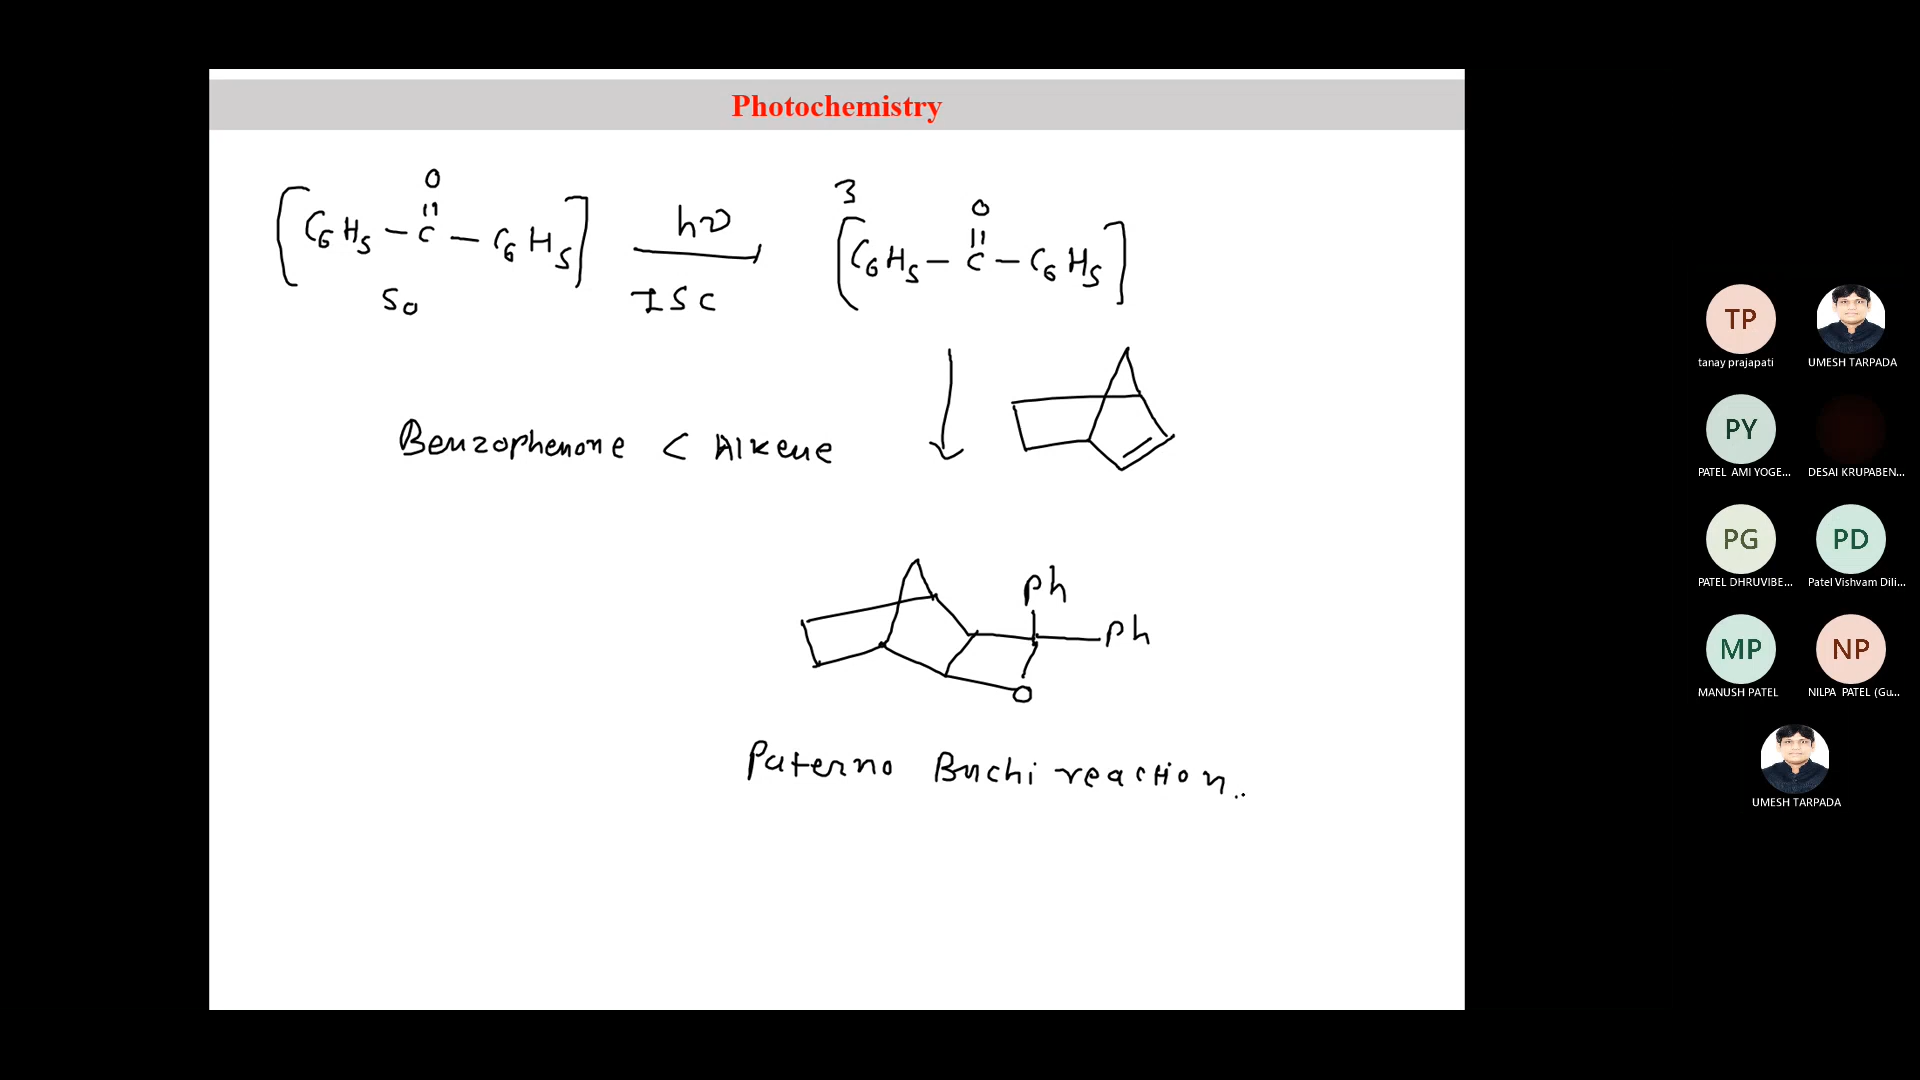 Photochemistry
O
[C6H5 - C - C6H5]
S0
hν
ISC
3
O
[C6H5 - C - C6H5]
Benzophenone < Alkene
Ph
Ph
O
Paterno Buchi reaction..
TP
tanay prajapati
UMESH TARPADA
PY
PATEL AMI YOGE...
DESAI KRUPABEN...
PG
PATEL DHRUVIBE...
PD
Patel Vishvam Dili...
MP
MANUSH PATEL
NP
NILPA PATEL (Gu...
UMESH TARPADA